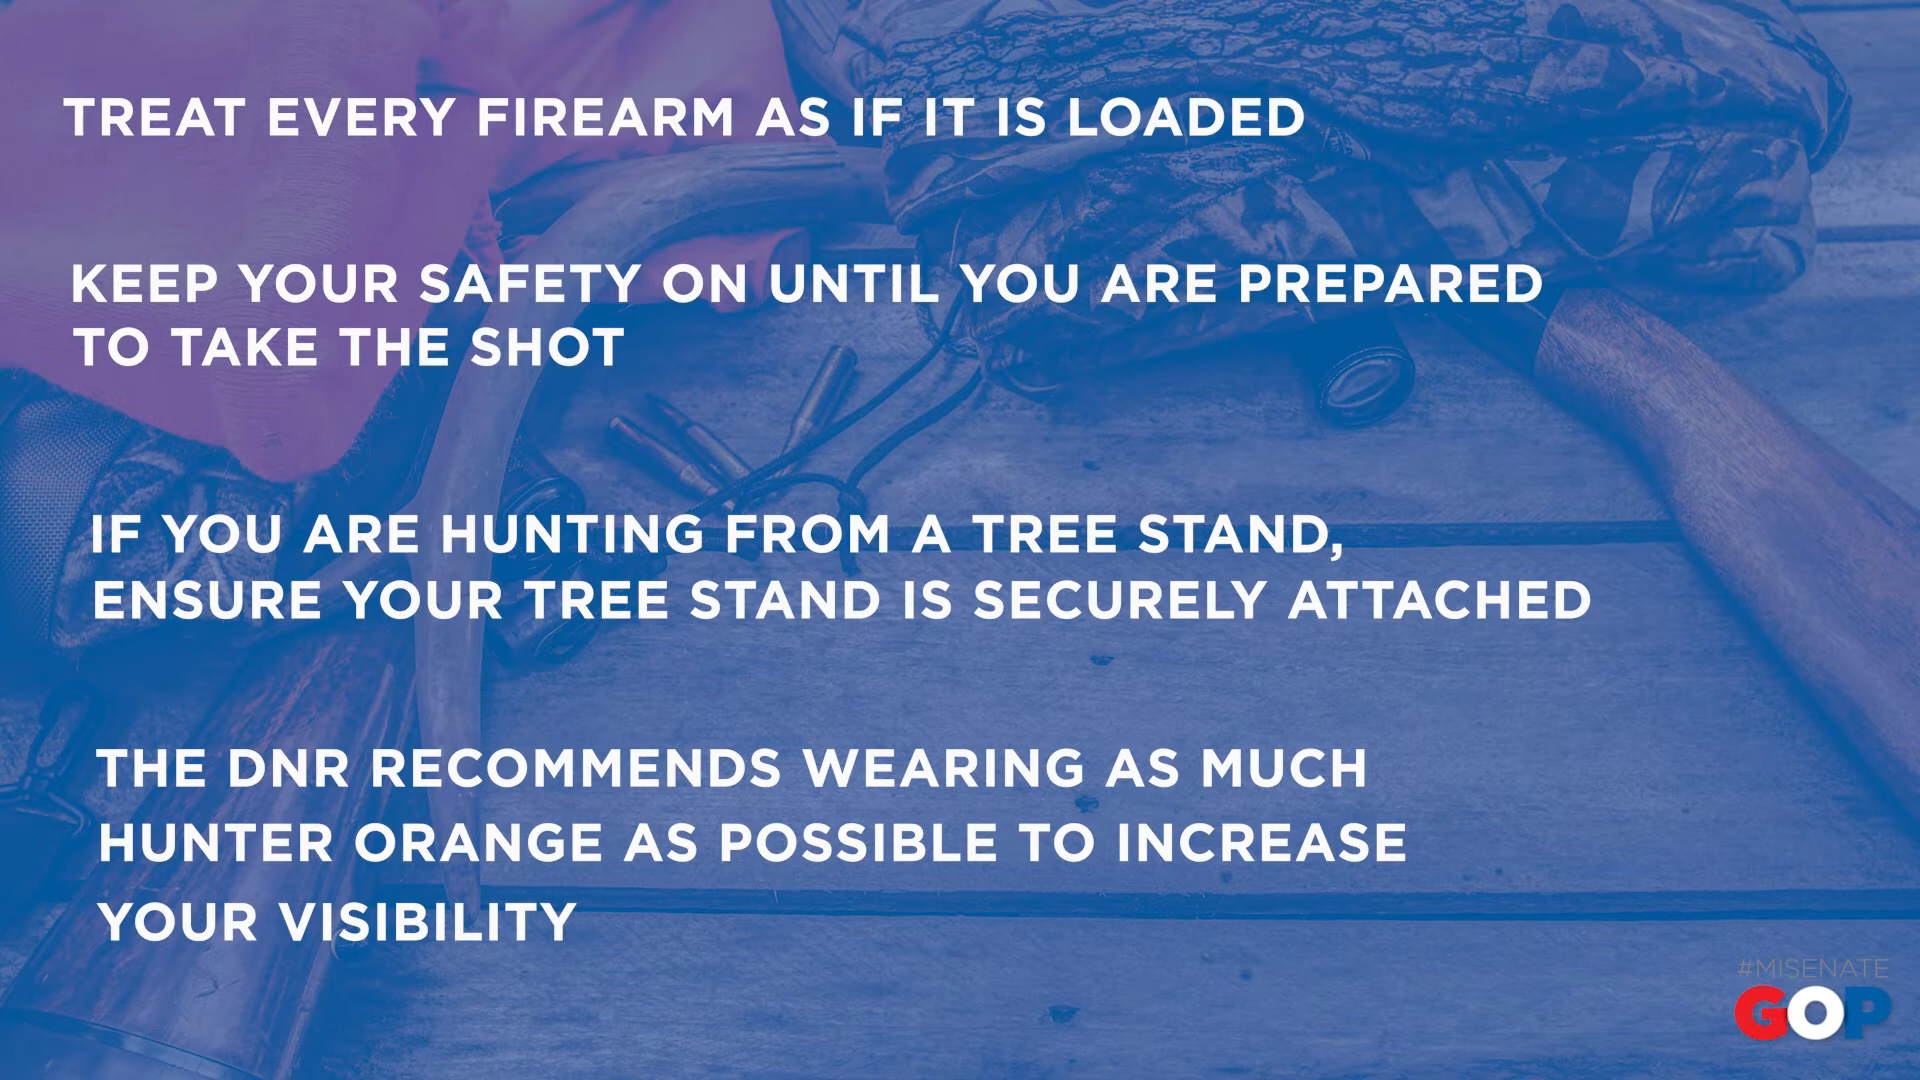 TREAT EVERY FIREARM AS IF IT IS LOADED
KEEP YOUR SAFETY ON UNTIL YOU ARE PREPARED
TO TAKE THE SHOT
IF YOU ARE HUNTING FROM A TREE STAND,
ENSURE YOUR TREE STAND IS SECURELY ATTACHED
THE DNR RECOMMENDS WEARING AS MUCH
HUNTER ORANGE AS POSSIBLE TO INCREASE
YOUR VISIBILITY
#MISENATE
GOP